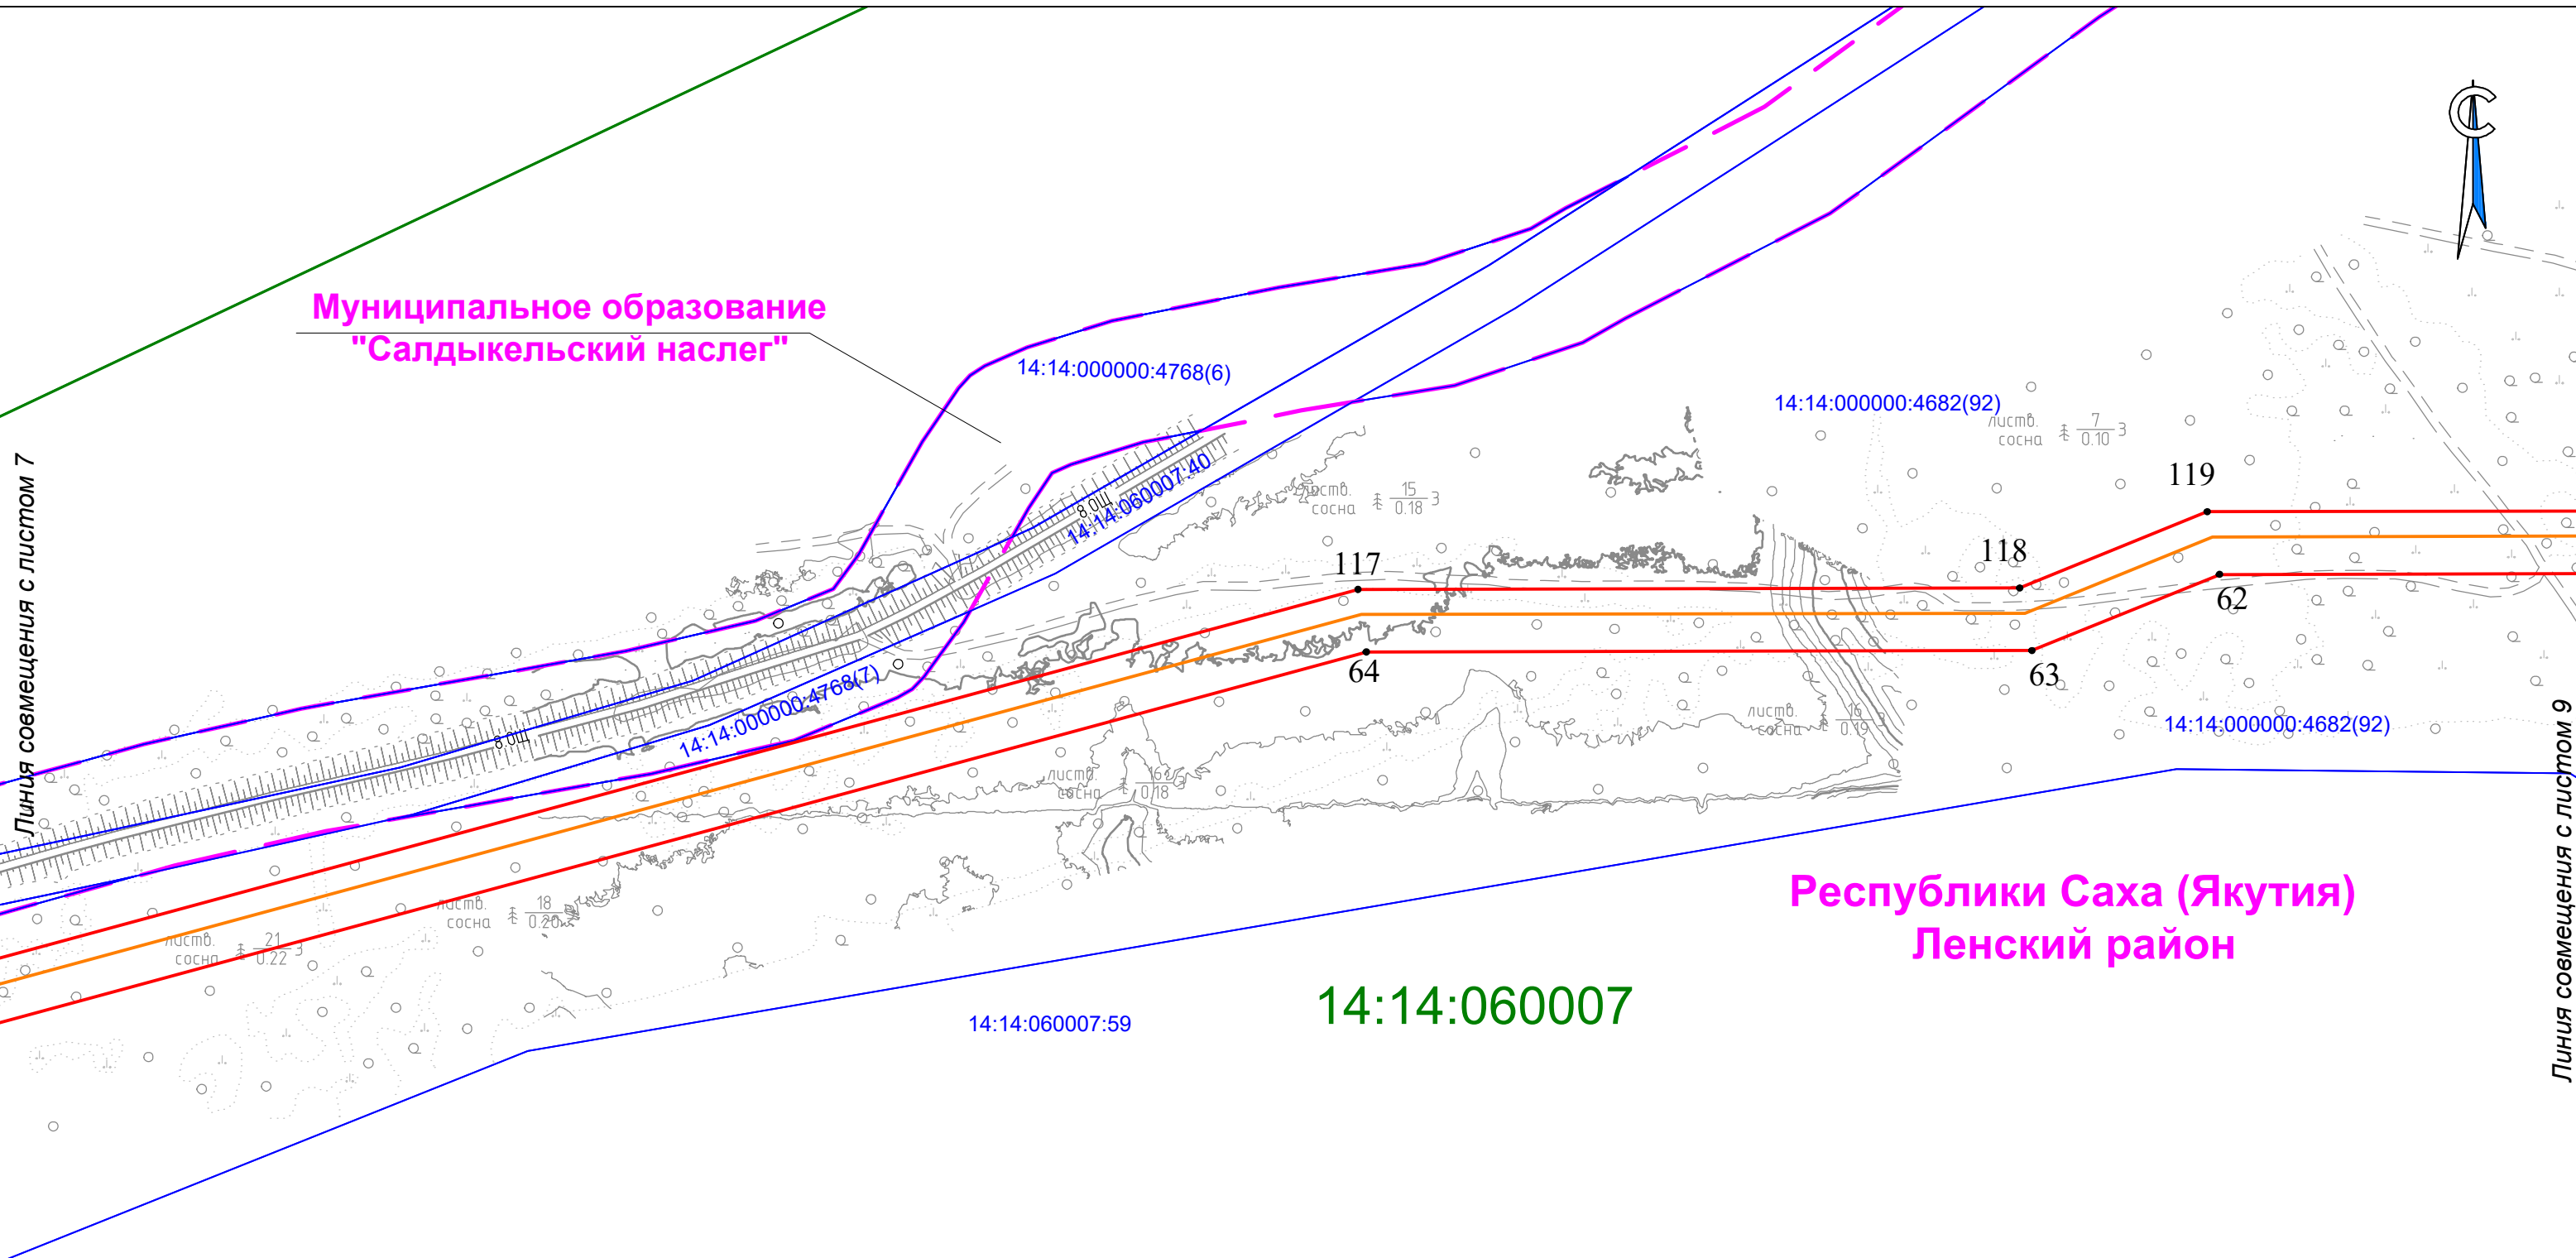 С
Муниципальное образование
"Салдыкельский наслег"
14:14:000000:4768(6)
14:14:000000:4682(92)
листв.
сосна
7
0.10
3
119
Линия совмещения с листом 7
8.0Щ
14:14:060007:40
листв.
сосна
15
0.18
3
117
118
62
64
63
14:14:000000:4768(7)
8.0Щ
листв.
сосна
16
0.19
3
14:14:000000:4682(92)
листв.
сосна
16
0.18
3
Линия совмещения с листом 9
Республики Саха (Якутия)
Ленский район
листв.
сосна
18
0.20
листв.
сосна
21
0.22
3
14:14:060007
14:14:060007:59